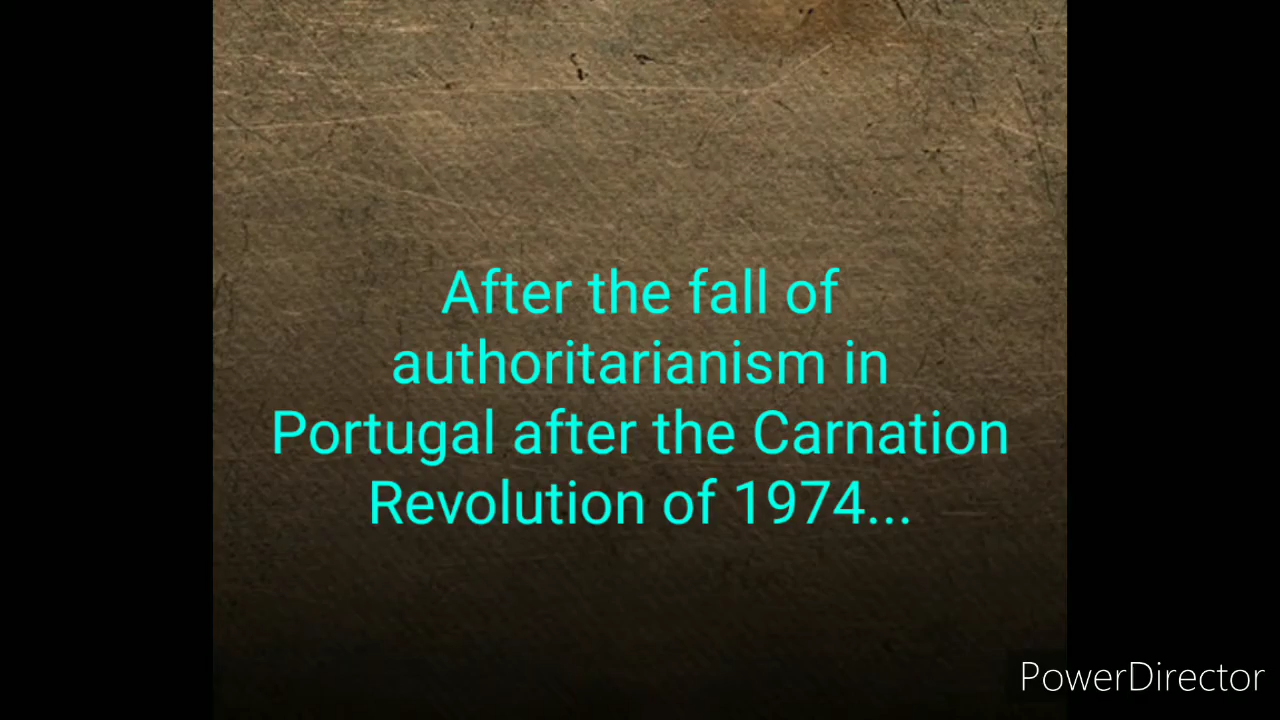 After the fall of
authoritarianism in
Portugal after the Carnation
Revolution of 1974...
PowerDirector